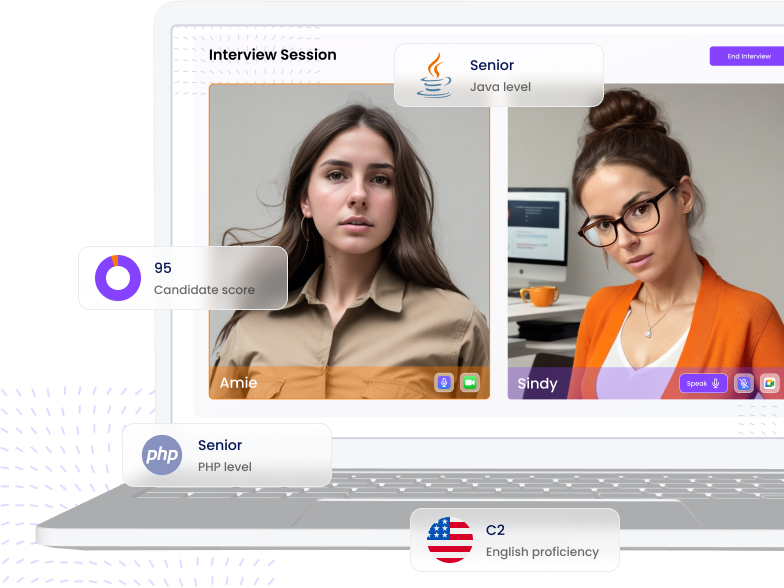 Interview Session
Senior
Java level
End Interview
95
Candidate score
Amie
Sindy
Speak
php
Senior
PHP level
C2
English proficiency